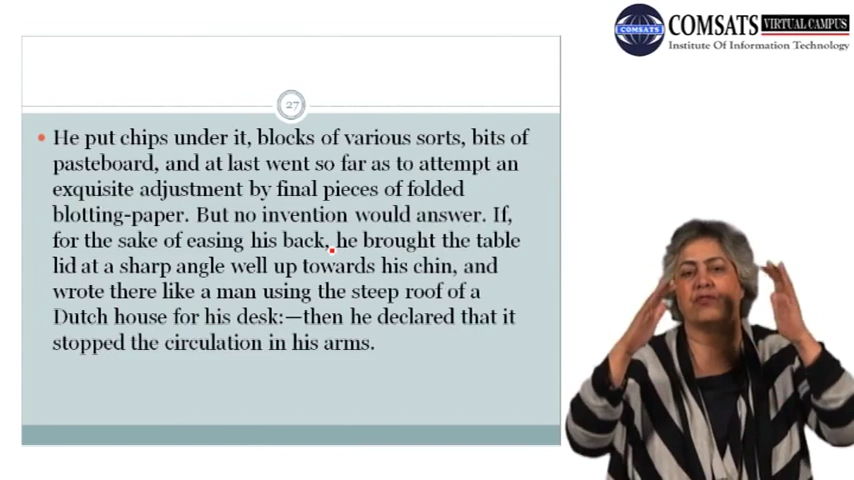 COMSATS VIRTUAL CAMPUS
COMSATS
Institute Of Information Technology
27
• He put chips under it, blocks of various sorts, bits of
pasteboard, and at last went so far as to attempt an
exquisite adjustment by final pieces of folded
blotting-paper. But no invention would answer. If,
for the sake of easing his back, he brought the table
lid at a sharp angle well up towards his chin, and
wrote there like a man using the steep roof of a
Dutch house for his desk:—then he declared that it
stopped the circulation in his arms.